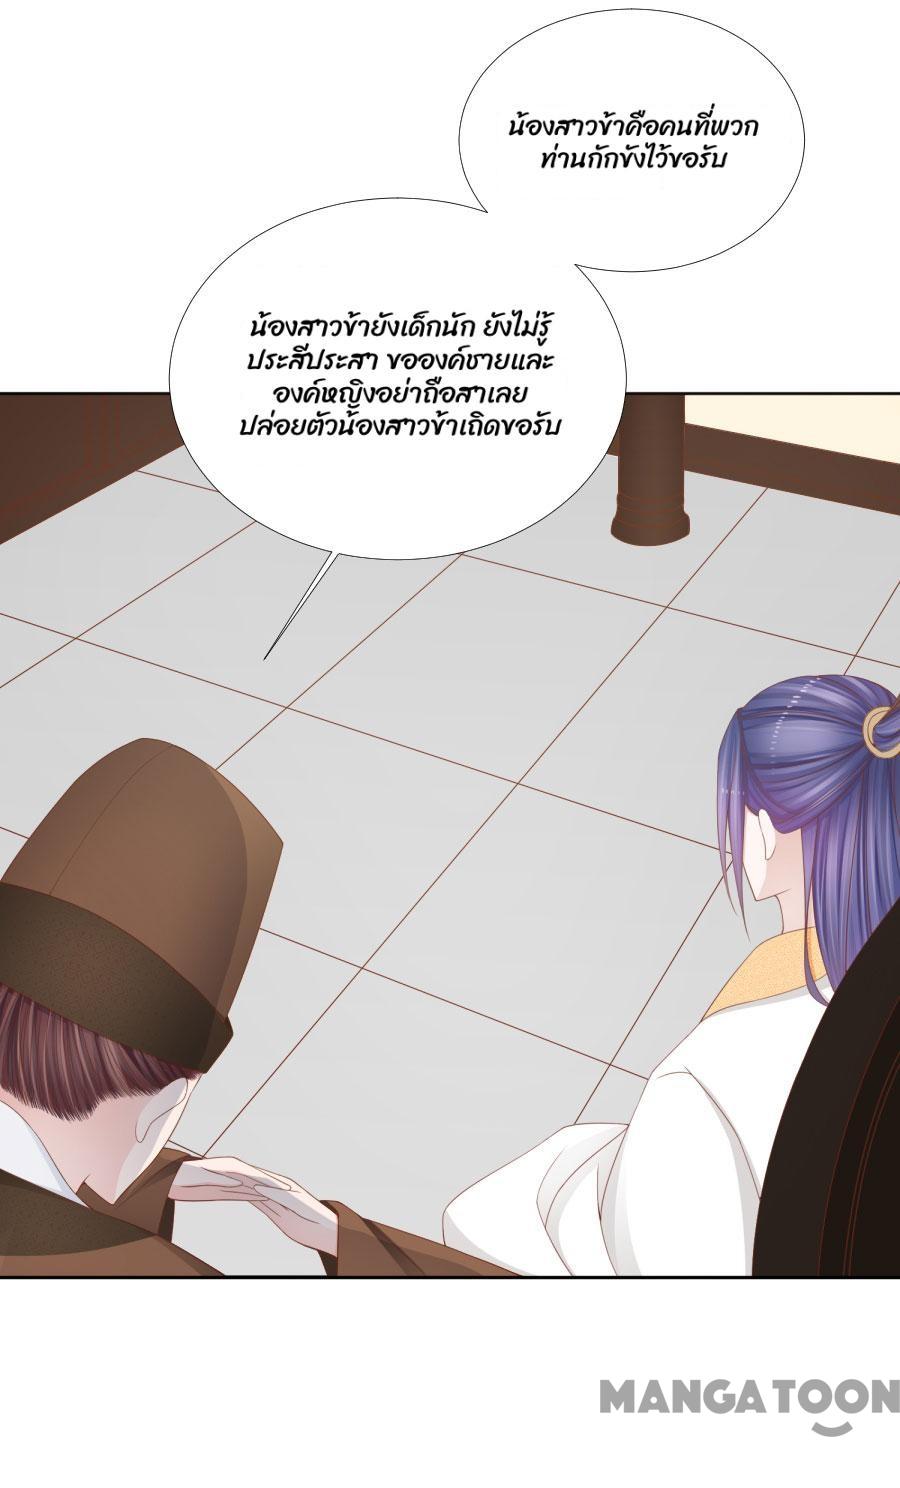 น้องสาวข้าคือคนที่พวก
ท่านกักขังไว้ขอรับ
น้องสาวข้ายังเด็กนัก ยังไม่รู้
ประสีประสา ขอองค์ชายและ
องค์หญิงอย่าถือสาเลย
ปล่อยตัวน้องสาวข้าเถิดขอรับ
MANGATOON